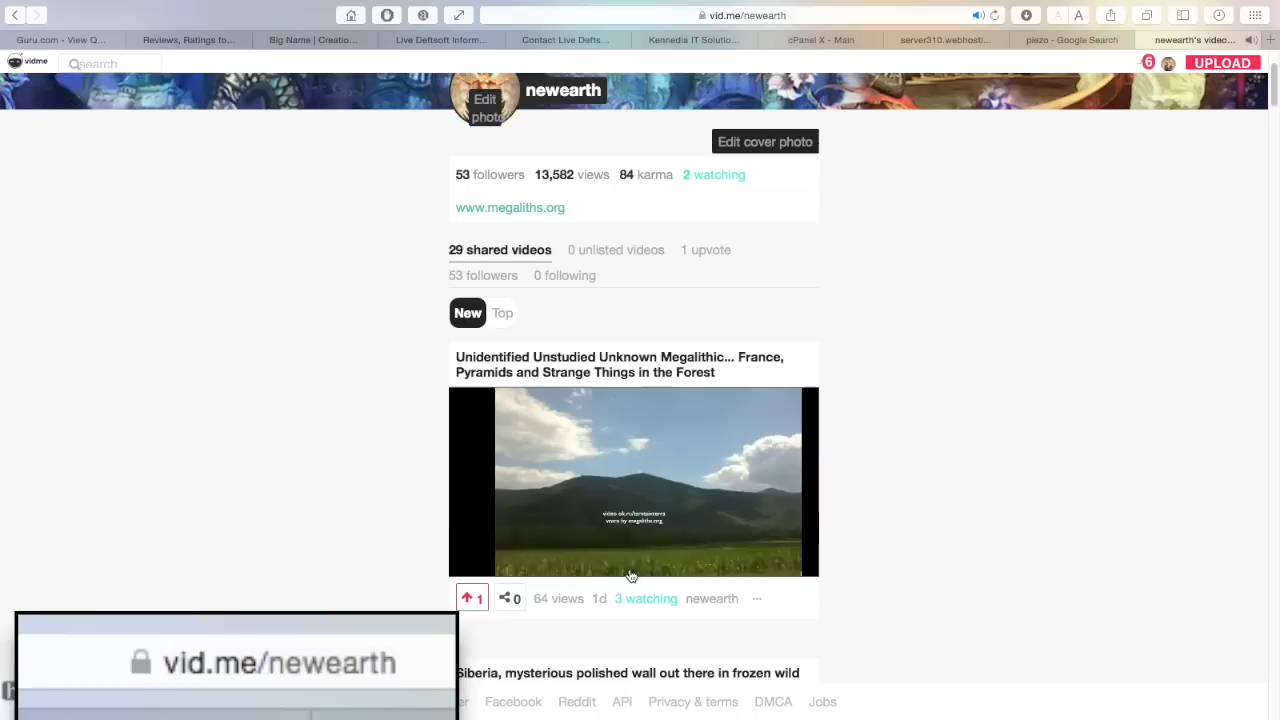 vid.me/newearth
Guru.com - View Q...
Reviews, Ratings fo...
Big Name | Creatio...
Live Deftsoft Inform...
Contact Live Defts...
Kennedia IT Solutio...
cPanel X - Main
server310.webhosti...
piezo - Google Search
newearth's video...
vidme
search
6
UPLOAD
Edit
photo
newearth
Edit cover photo
53 followers 13,582 views 84 karma 2 watching
www.megaliths.org
29 shared videos 0 unlisted videos 1 upvote
53 followers 0 following
New Top
Unidentified Unstudied Unknown Megalithic... France,
Pyramids and Strange Things in the Forest
1 0 64 views 1d 3 watching newearth ...
Siberia, mysterious polished wall out there in frozen wild
Facebook Reddit API Privacy & terms DMCA Jobs
vid.me/newearth